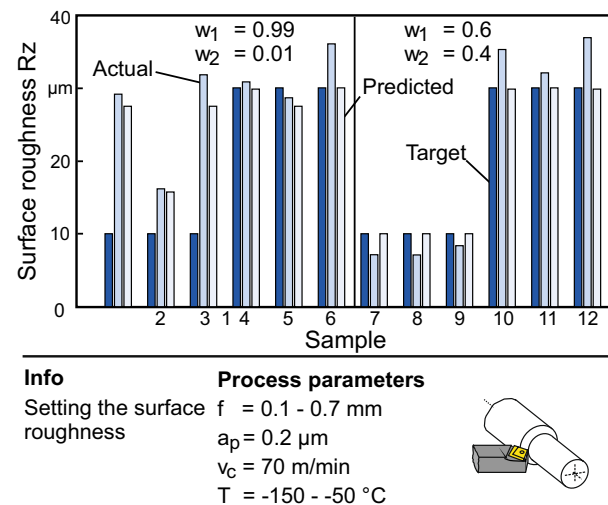 40
w1 = 0.99
w2 = 0.01
w1 = 0.6
w2 = 0.4
Actual
Predicted
Target
µm
20
10
0
Surface roughness Rz
2 3 1 4 5 6 7 8 9 10 11 12
Sample
Info
Setting the surface
roughness
Process parameters
f = 0.1 - 0.7 mm
ap = 0.2 µm
vc = 70 m/min
T = -150 - -50 °C